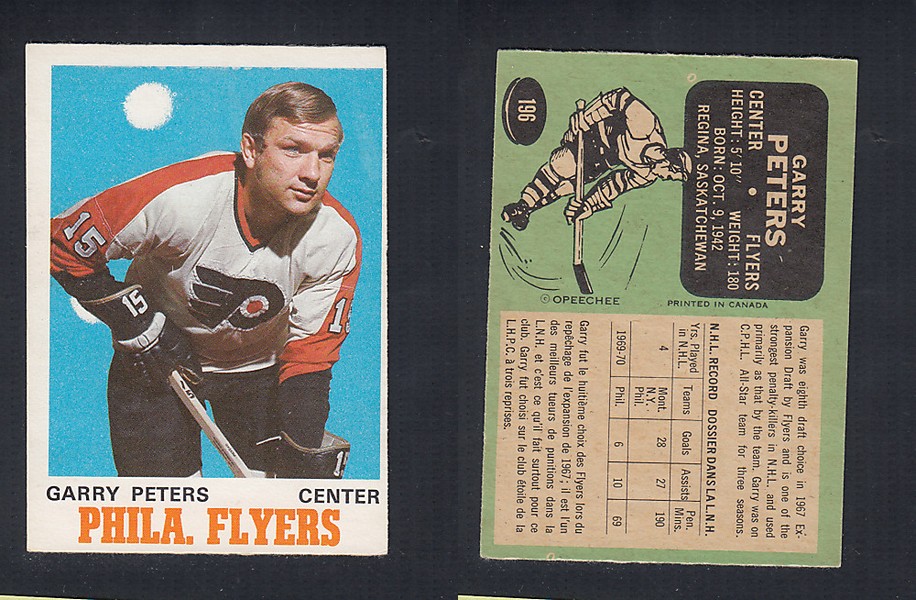 15
15
15
15
GARRY PETERS CENTER
PHILA. FLYERS
196
GARRY
PETERS
CENTER • FLYERS
HEIGHT: 5'10" WEIGHT: 180
BORN: OCT. 9, 1942
REGINA, SASKATCHEWAN
© OPEECHEE
PRINTED IN CANADA
Garry was eighth draft choice in 1967 Ex-
pansion Draft by Flyers and is one of the
strongest penalty-killers in N.H.L. and used
primarily as that by the team. Garry was on
C.P.H.L. All-Star team for three seasons.
N.H.L. RECORD DOSSIER DANS LA L.N.H.
Yrs. Played in N.H.L. Teams Goals Assists Pen. Mins.
4 Mont. N.Y. Phil. 28 27 190
1969-70 Phil. 6 10 69
Garry fut le huitième choix des Flyers lors du
repêchage de l'expansion de 1967; il est l'un
des meilleurs tueurs de punitions dans la
L.N.H. et c'est ce qu'il fait surtout pour ce
club. Garry fut choisi sur le club étoile de la
L.H.P.C. à trois reprises.